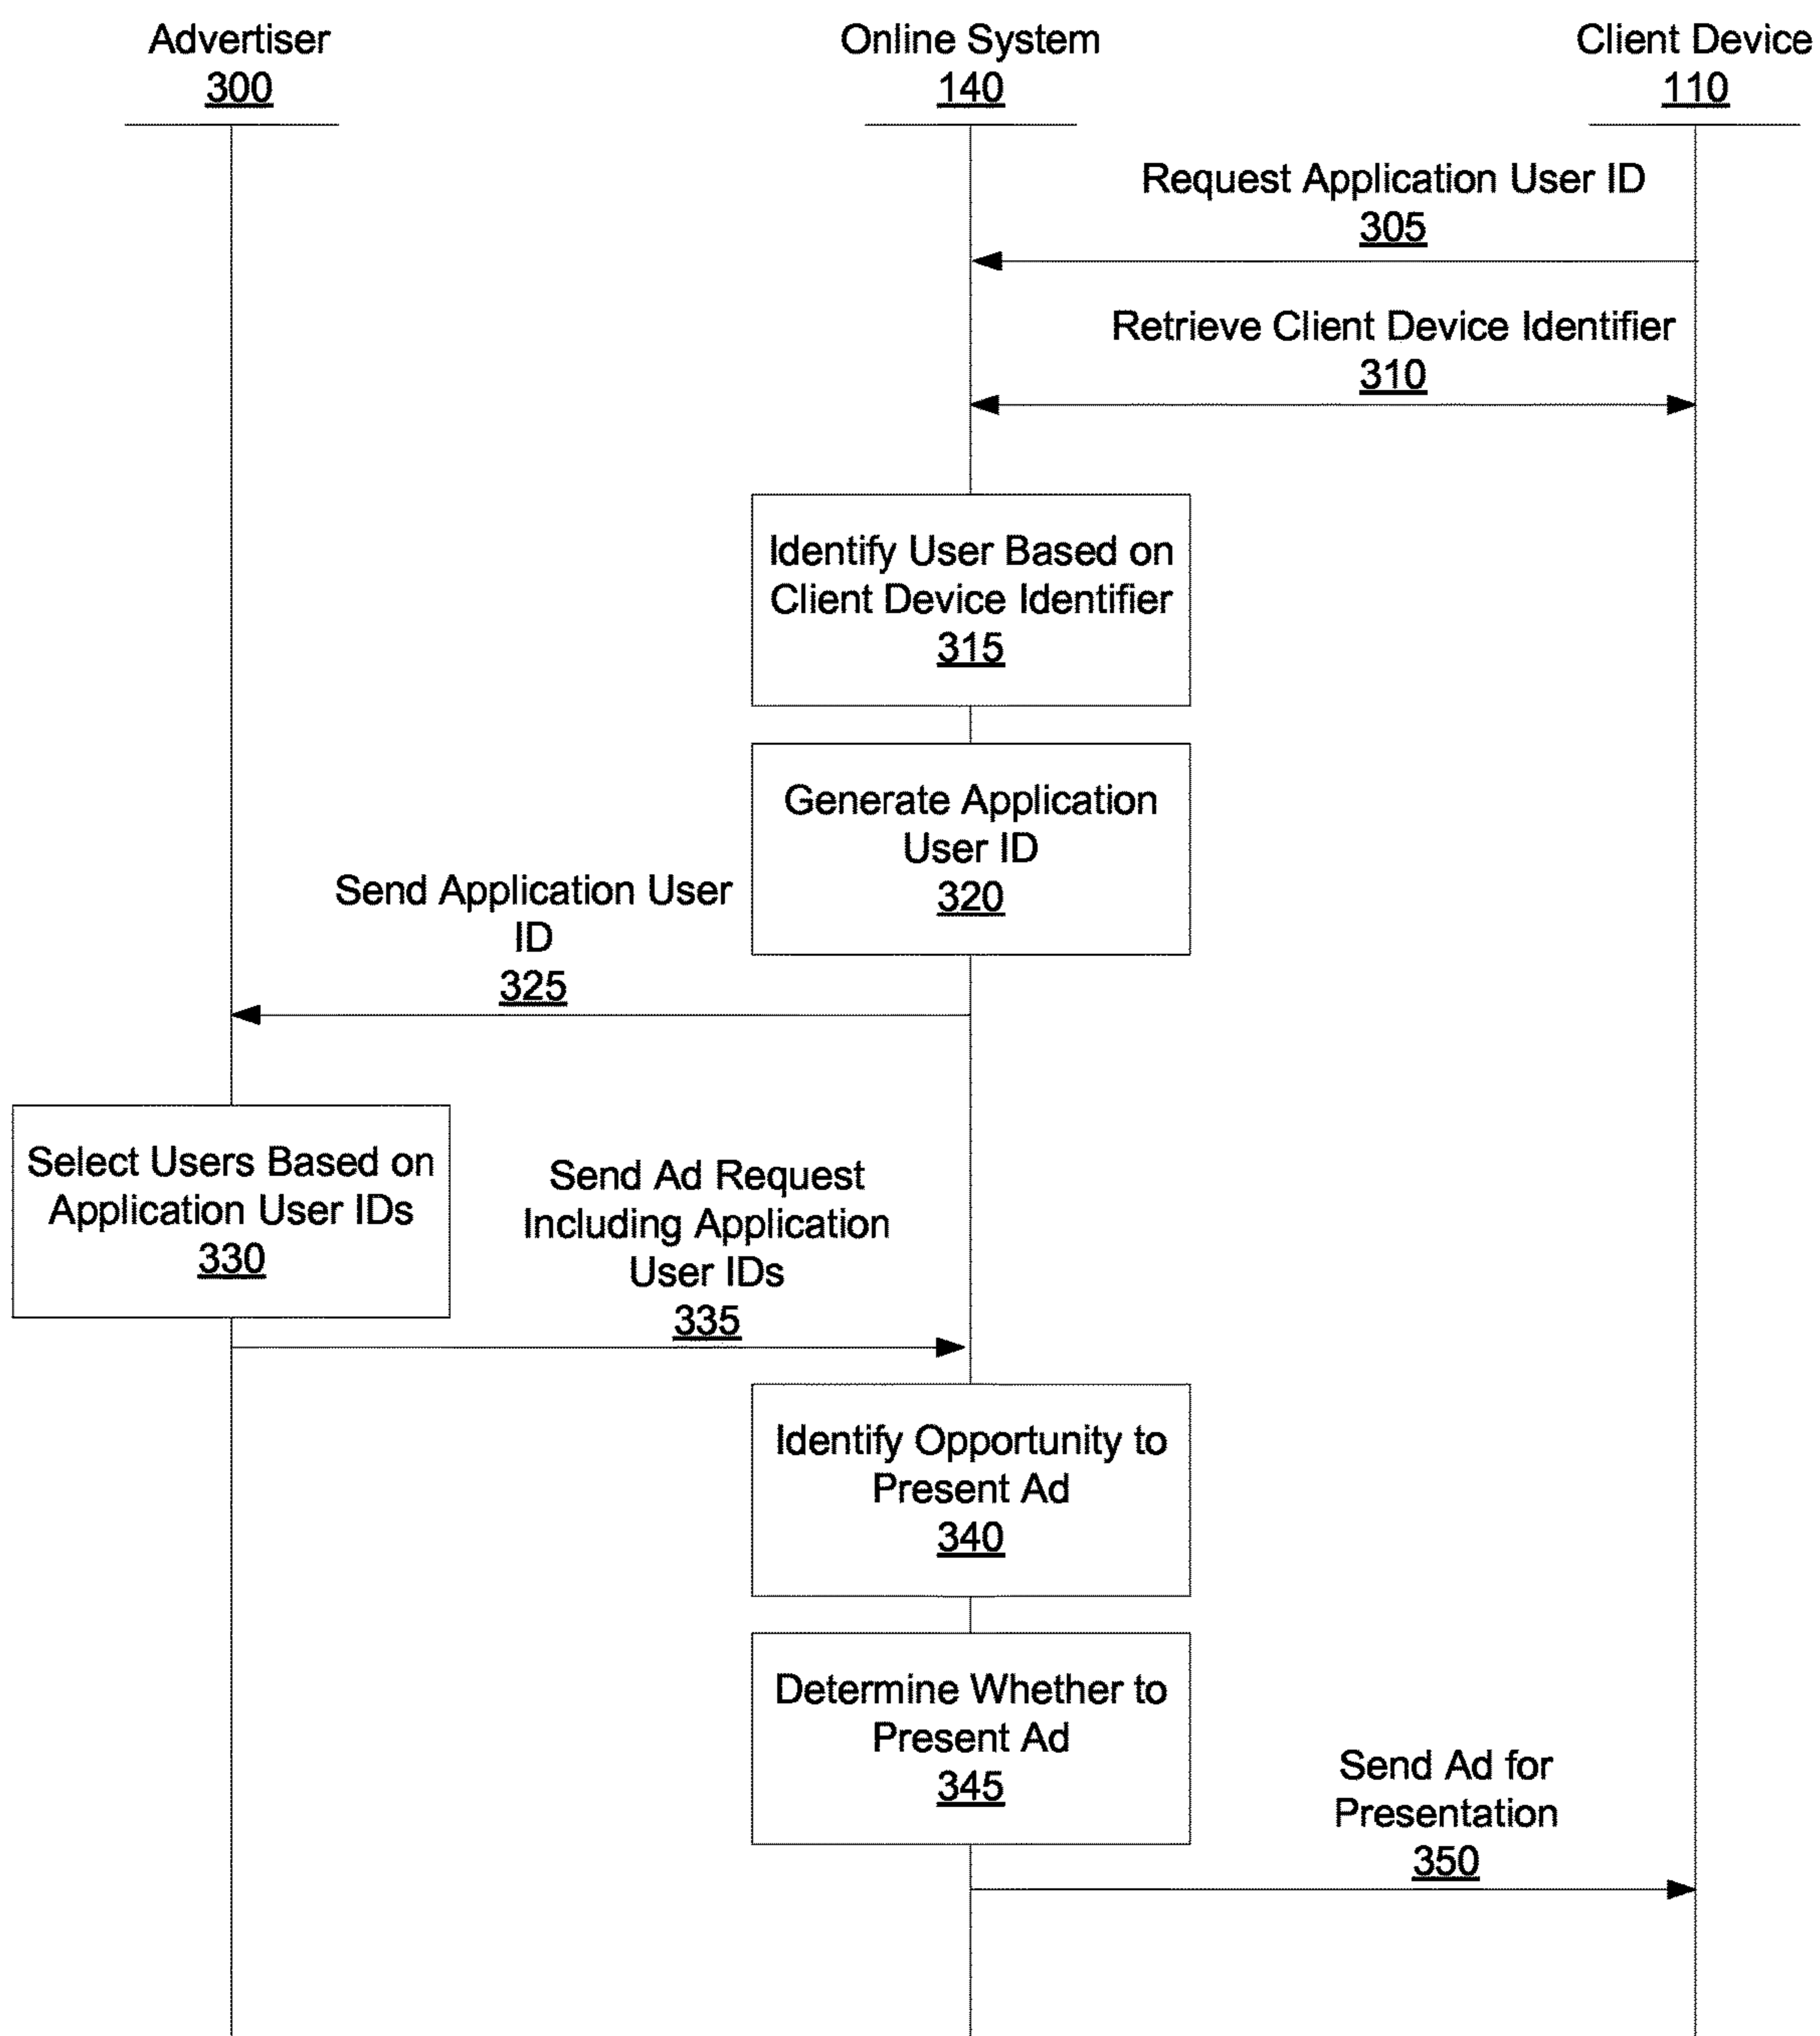 Advertiser
300
Online System
140
Client Device
110
Request Application User ID
305
Retrieve Client Device Identifier
310
Identify User Based on
Client Device Identifier
315
Generate Application
User ID
320
Send Application User
ID
325
Select Users Based on
Application User IDs
330
Send Ad Request
Including Application
User IDs
335
Identify Opportunity to
Present Ad
340
Determine Whether to
Present Ad
345
Send Ad for
Presentation
350